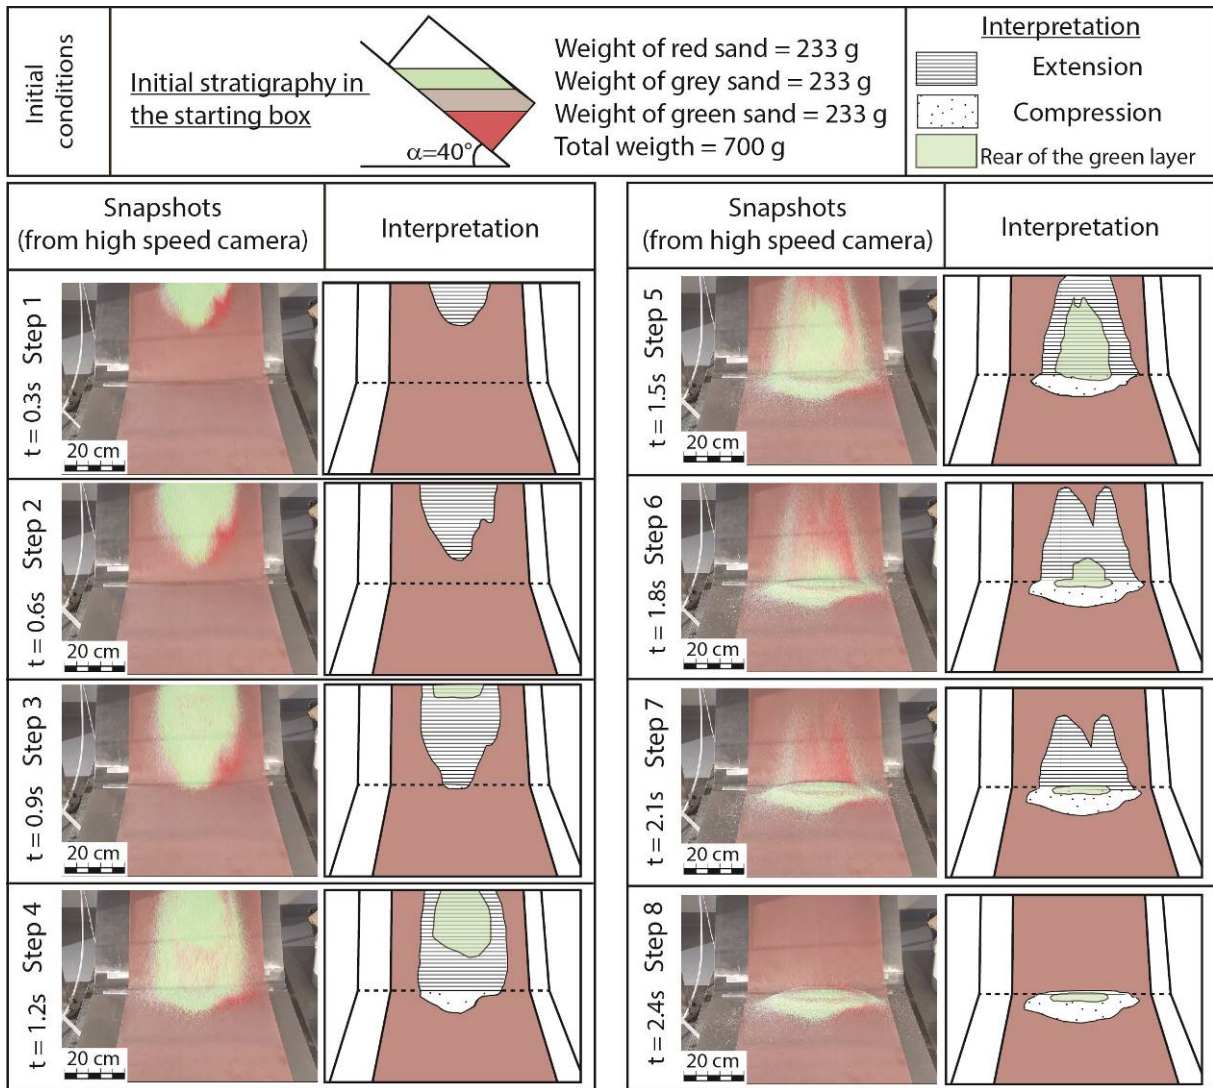 Initial
conditions
Initial stratigraphy in
the starting box
α=40°
Weight of red sand = 233 g
Weight of grey sand = 233 g
Weight of green sand = 233 g
Total weigth = 700 g
Interpretation
Extension
Compression
Rear of the green layer
Snapshots
(from high speed camera)
Interpretation
t = 0.3s Step 1
20 cm
t = 0.6s Step 2
20 cm
t = 0.9s Step 3
20 cm
t = 1.2s Step 4
20 cm
Snapshots
(from high speed camera)
Interpretation
t = 1.5s Step 5
20 cm
t = 1.8s Step 6
20 cm
t = 2.1s Step 7
20 cm
t = 2.4s Step 8
20 cm